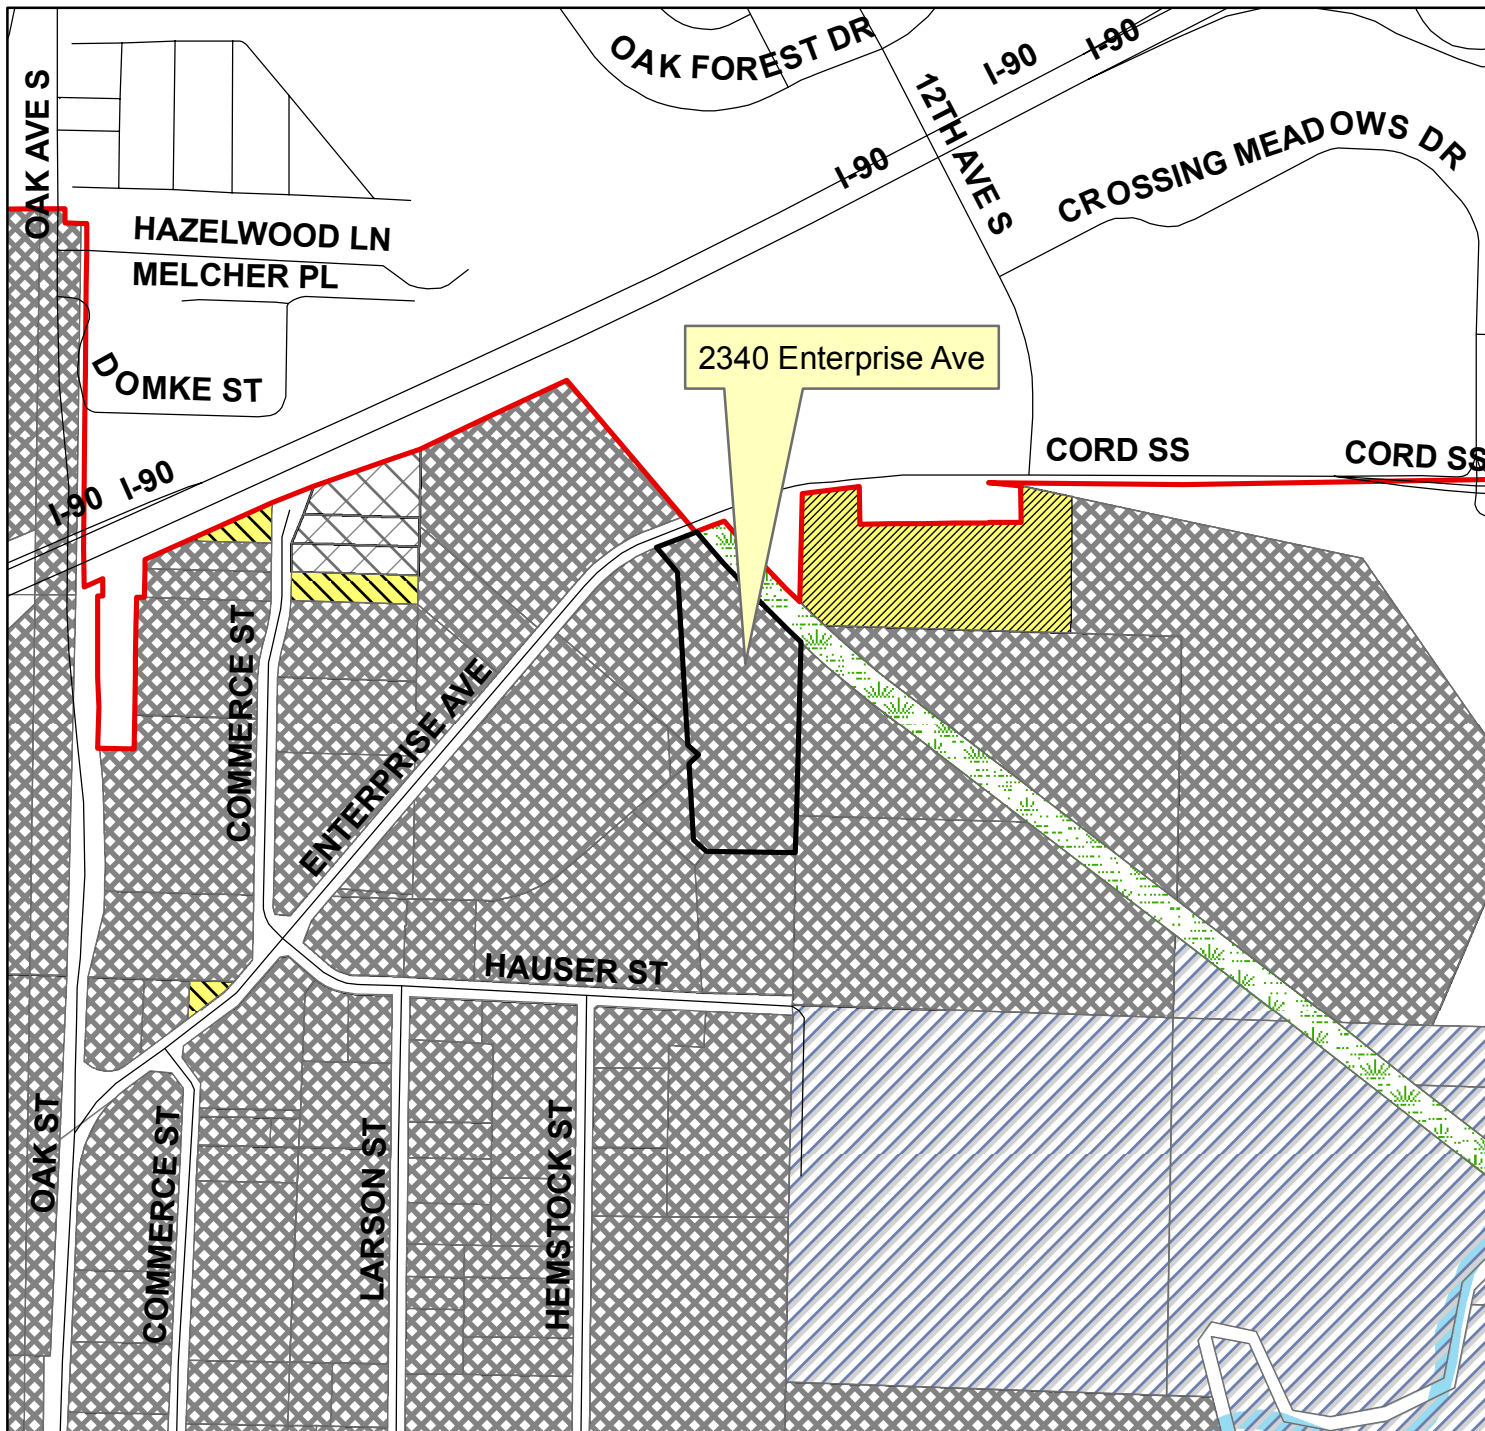 OAK FOREST DR
I-90
I-90
OAK AVE S
12TH AVE S
CROSSING MEADOWS DR
I-90
HAZELWOOD LN
MELCHER PL
2340 Enterprise Ave
DOMKE ST
CORD SS
CORD SS
I-90
I-90
COMMERCE ST
ENTERPRISE AVE
HAUSER ST
OAK ST
COMMERCE ST
LARSON ST
HEMSTOCK ST